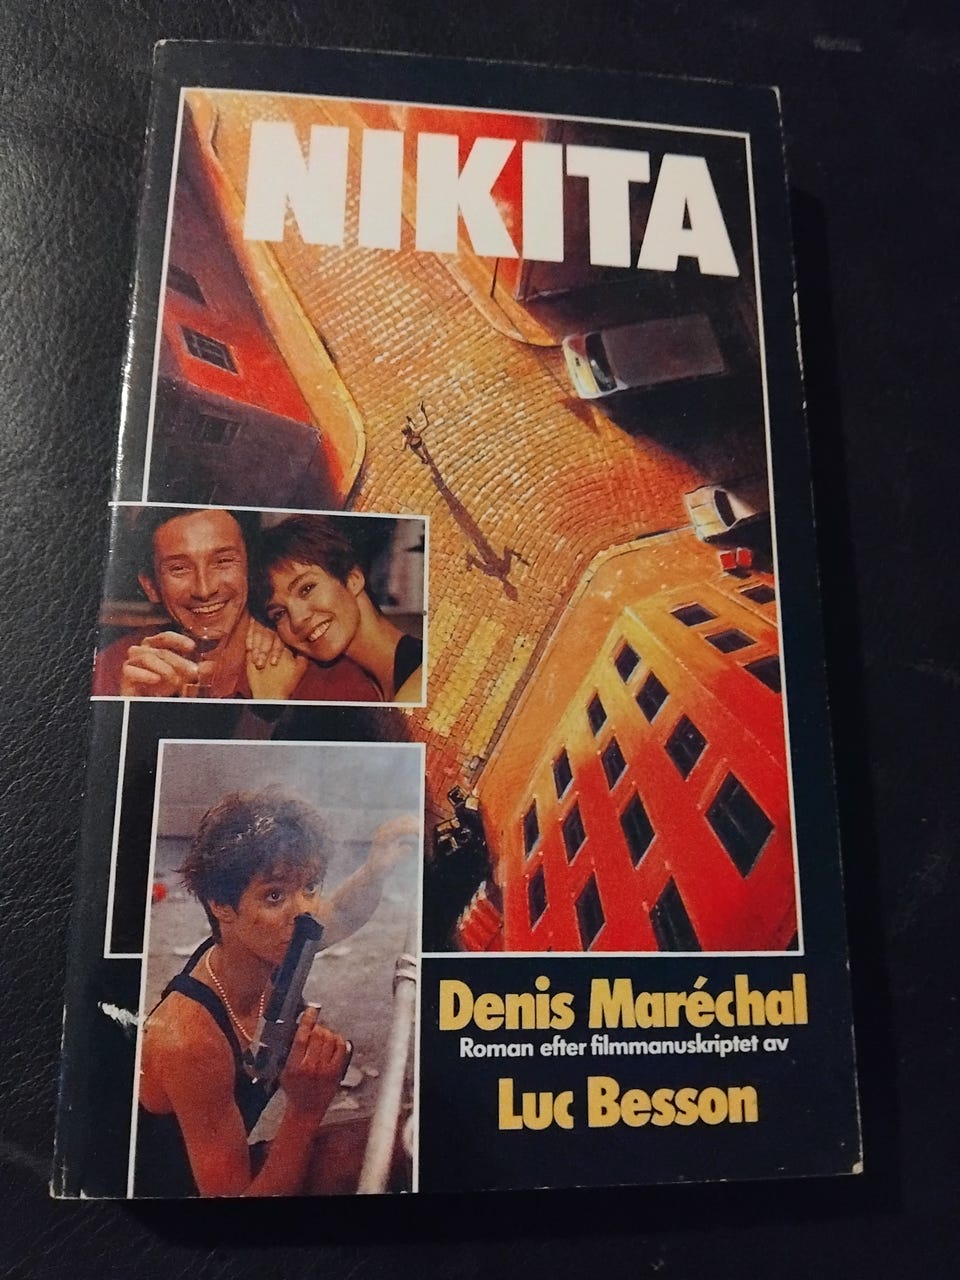 NIKITA
Denis Maréchal
Roman efter filmmanuskriptet av
Luc Besson